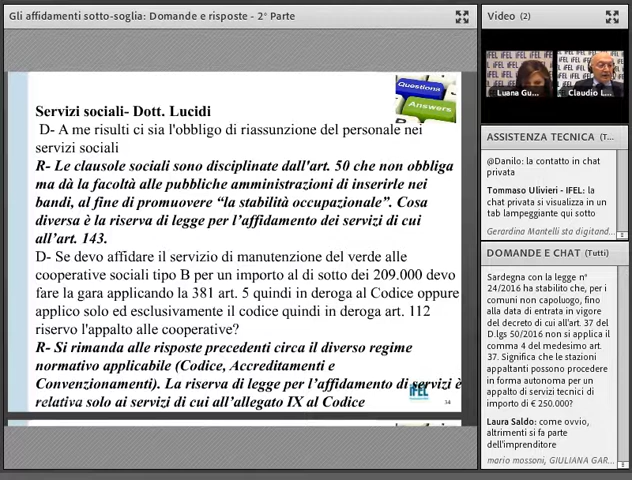 Gli affidamenti sotto-soglia: Domande e risposte - 2° Parte
Questions
Answers
Servizi sociali- Dott. Lucidi
D- A me risulti ci sia l'obbligo di riassunzione del personale nei
servizi sociali
R- Le clausole sociali sono disciplinate dall'art. 50 che non obbliga
ma dà la facoltà alle pubbliche amministrazioni di inserirle nei
bandi, al fine di promuovere “la stabilità occupazionale”. Cosa
diversa è la riserva di legge per l’affidamento dei servizi di cui
all’art. 143.
D- Se devo affidare il servizio di manutenzione del verde alle
cooperative sociali tipo B per un importo al di sotto dei 209.000 devo
fare la gara applicando la 381 art. 5 quindi in deroga al Codice oppure
applico solo ed esclusivamente il codice quindi in deroga art. 112
riservo l'appalto alle cooperative?
R- Si rimanda alle risposte precedenti circa il diverso regime
normativo applicabile (Codice, Accreditamenti e
Convenzionamenti). La riserva di legge per l’affidamento di servizi è
relativa solo ai servizi di cui all’allegato IX al Codice
IFEL
34
Video (2)
Luana Gu...
Claudio L...
ASSISTENZA TECNICA (T...
@Danilo: la contatto in chat
privata
Tommaso Ulivieri - IFEL: la
chat privata si visualizza in un
tab lampeggiante qui sotto
Gerardina Mantelli sta digitand...
DOMANDE E CHAT (Tutti)
Sardegna con la legge n°
24/2016 ha stabilito che, per i
comuni non capoluogo, fino
alla data di entrata in vigore
del decreto di cui all'art. 37 del
D.lgs 50/2016 non si applica il
comma 4 del medesimo art.
37. Significa che le stazioni
appaltanti possono procedere
in forma autonoma per un
appalto di servizi tecnici di
importo di € 250.000?
Laura Saldo: come ovvio,
altrimenti si fa parte
dell'imprenditore
mario mossoni, GIULIANA GAR...